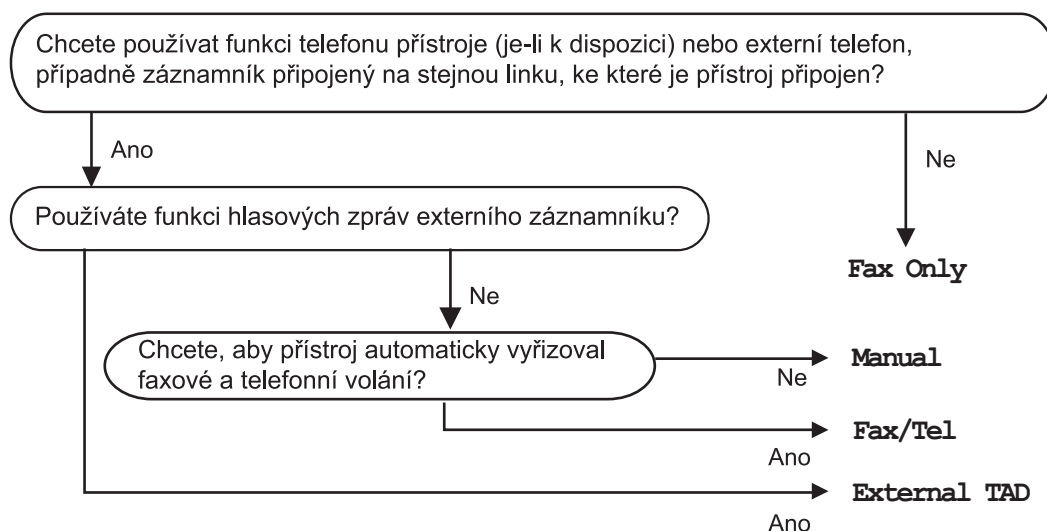 Chcete používat funkci telefonu přístroje (je-li k dispozici) nebo externí telefon,
případně záznamník připojený na stejnou linku, ke které je přístroj připojen?
Ano
Ne
Používáte funkci hlasových zpráv externího záznamníku?
Fax Only
Ne
Chcete, aby přístroj automaticky vyřizoval
faxové a telefonní volání?
Ne
Manual
Ano
Fax/Tel
Ano
External TAD